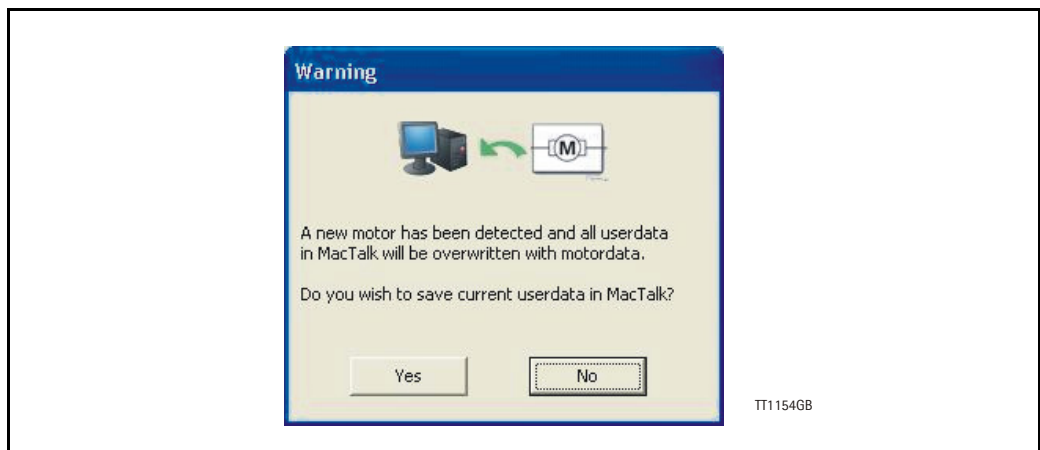 Warning
M
A new motor has been detected and all userdata
in MacTalk will be overwritten with motordata.
Do you wish to save current userdata in MacTalk?
Yes
No
TT1154GB